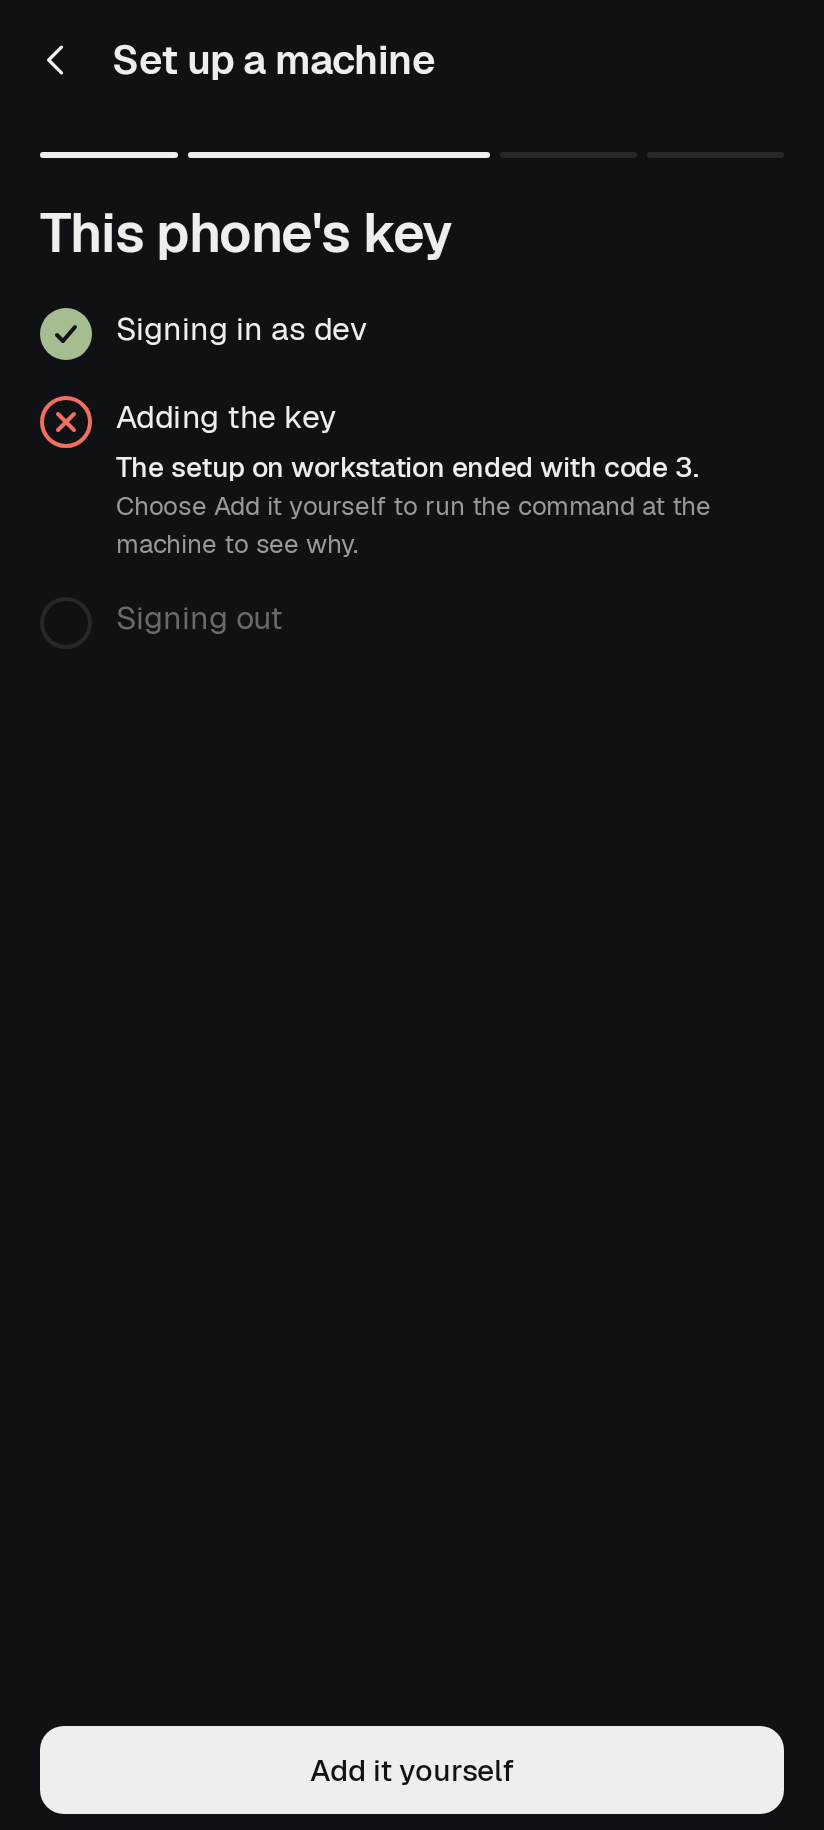 Set up a machine
This phone's key
Signing in as dev
Adding the key
The setup on workstation ended with code 3.
Choose Add it yourself to run the command at the
machine to see why.
Signing out
Add it yourself